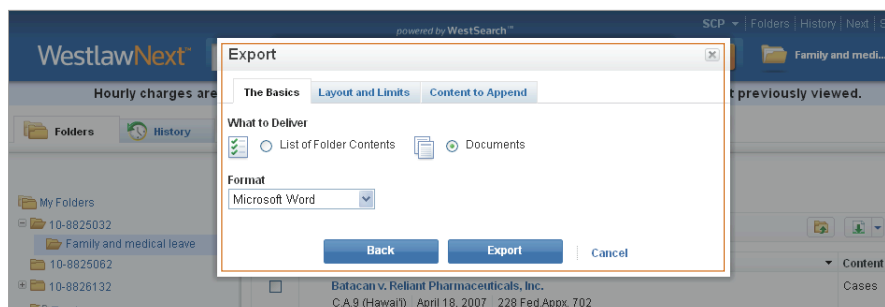 powered by WestSearch™
SCP Folders History Next S
WestlawNext™
Export
Family and medi...
The Basics Layout and Limits Content to Append
Hourly charges are
t previously viewed.
What to Deliver
Folders History
List of Folder Contents Documents
Format
Microsoft Word
My Folders
10-8825032
Family and medical leave
Back Export Cancel
10-8825062
Content
10-8826132
Batacan v. Reliant Pharmaceuticals, Inc.
Cases
C.A.9 (Hawai'i) April 18, 2007 228 Fed.Appx. 702